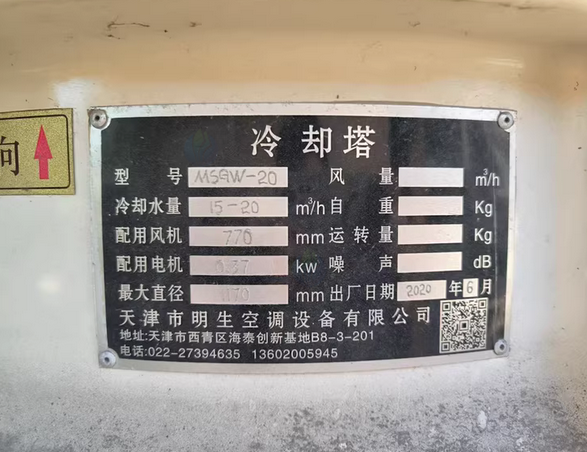 向
冷却塔
型号 MSGW-20 风量 m³/h
冷却水量 15-20 m³/h 自重 Kg
配用风机 770 mm 运转量 Kg
配用电机 0.37 kw 噪声 dB
最大直径 mm 出厂日期 2020 年 6 月
天津市明生空调设备有限公司
地址:天津市西青区海泰创新基地B8-3-201
电话:022-27394635 13602005945